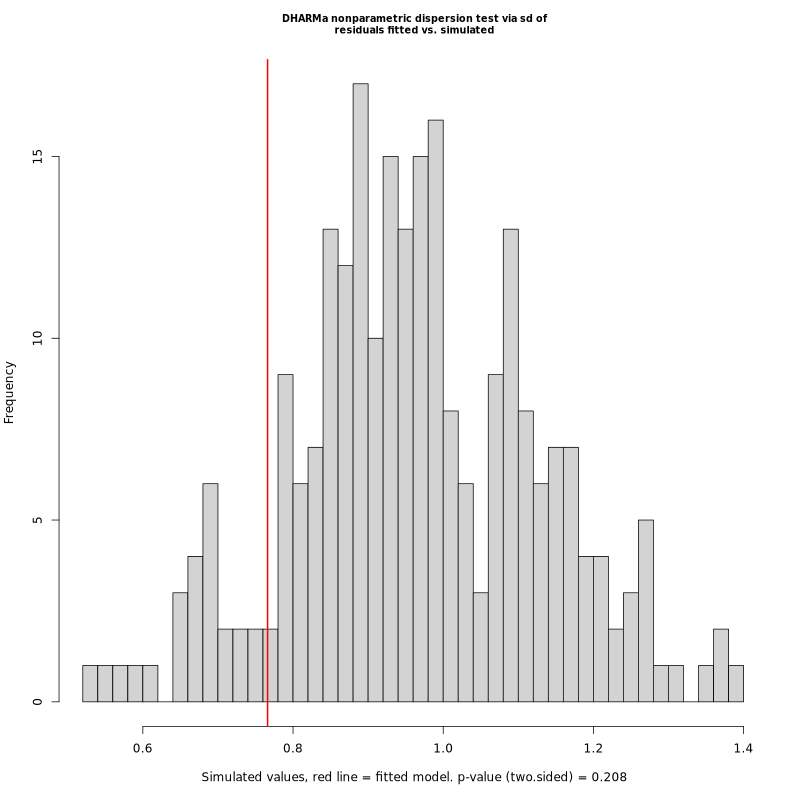 DHARMa nonparametric dispersion test via sd of
residuals fitted vs. simulated
Frequency
15
10
5
0
0.6 0.8 1.0 1.2 1.4
Simulated values, red line = fitted model. p-value (two.sided) = 0.208